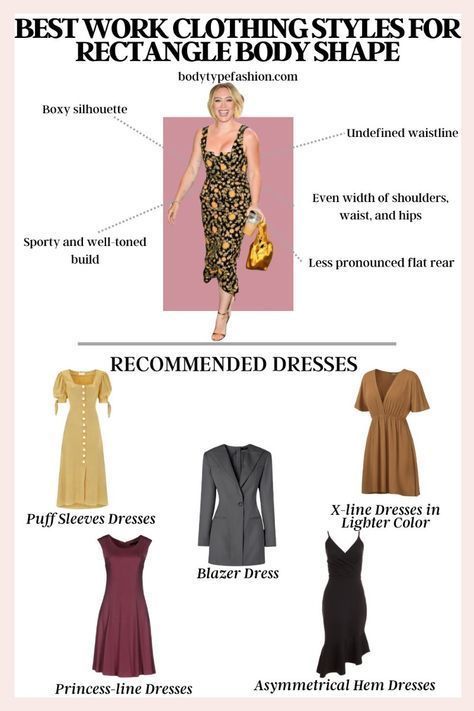 BEST WORK CLOTHING STYLES FOR
RECTANGLE BODY SHAPE
bodytypefashion.com
Boxy silhouette
Undefined waistline
Even width of shoulders,
waist, and hips
Sporty and well-toned
build
Less pronounced flat rear
RECOMMENDED DRESSES
Puff Sleeves Dresses
X-line Dresses in
Lighter Color
Blazer Dress
Princess-line Dresses
Asymmetrical Hem Dresses